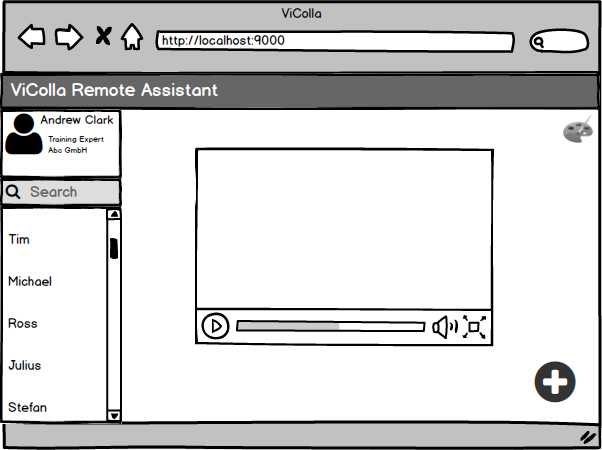 ViColla
http://localhost:9000
ViColla Remote Assistant
Andrew Clark
Training Expert
Abc GmbH
Search
Tim
Michael
Ross
Julius
Stefan